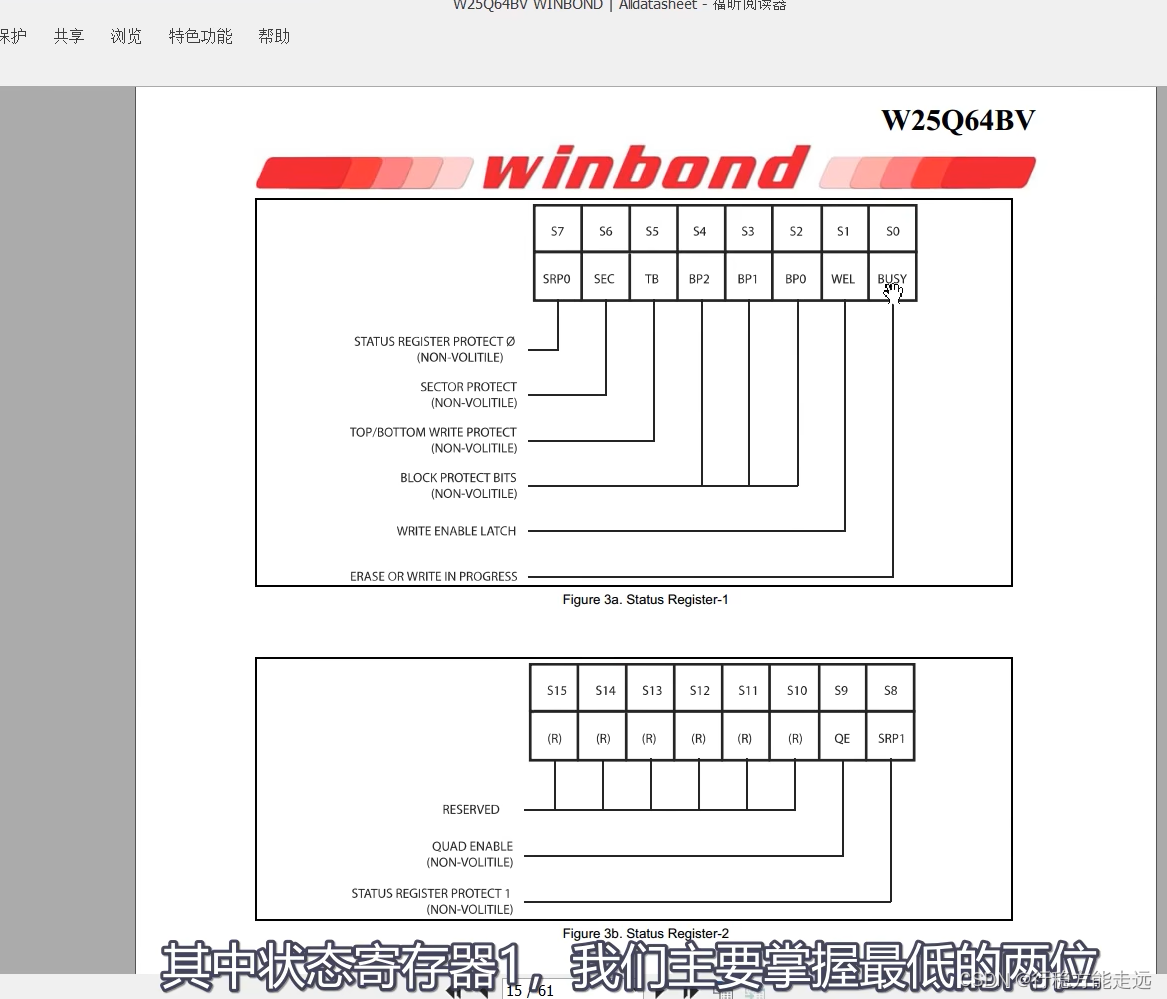 W25Q64BV WINBOND | Alldatasheet - 福昕阅读器
保护 共享 浏览 特色功能 帮助
W25Q64BV
winbond
S7 S6 S5 S4 S3 S2 S1 S0
SRP0 SEC TB BP2 BP1 BP0 WEL BUSY
STATUS REGISTER PROTECT Ø
(NON-VOLITILE)
SECTOR PROTECT
(NON-VOLITILE)
TOP/BOTTOM WRITE PROTECT
(NON-VOLITILE)
BLOCK PROTECT BITS
(NON-VOLITILE)
WRITE ENABLE LATCH
ERASE OR WRITE IN PROGRESS
Figure 3a. Status Register-1
S15 S14 S13 S12 S11 S10 S9 S8
(R) (R) (R) (R) (R) (R) QE SRP1
RESERVED
QUAD ENABLE
(NON-VOLITILE)
STATUS REGISTER PROTECT 1
(NON-VOLITILE)
Figure 3b. Status Register-2
其中状态寄存器1，我们主要掌握最低的两位
CSDN @行稳方能走远
15 / 61